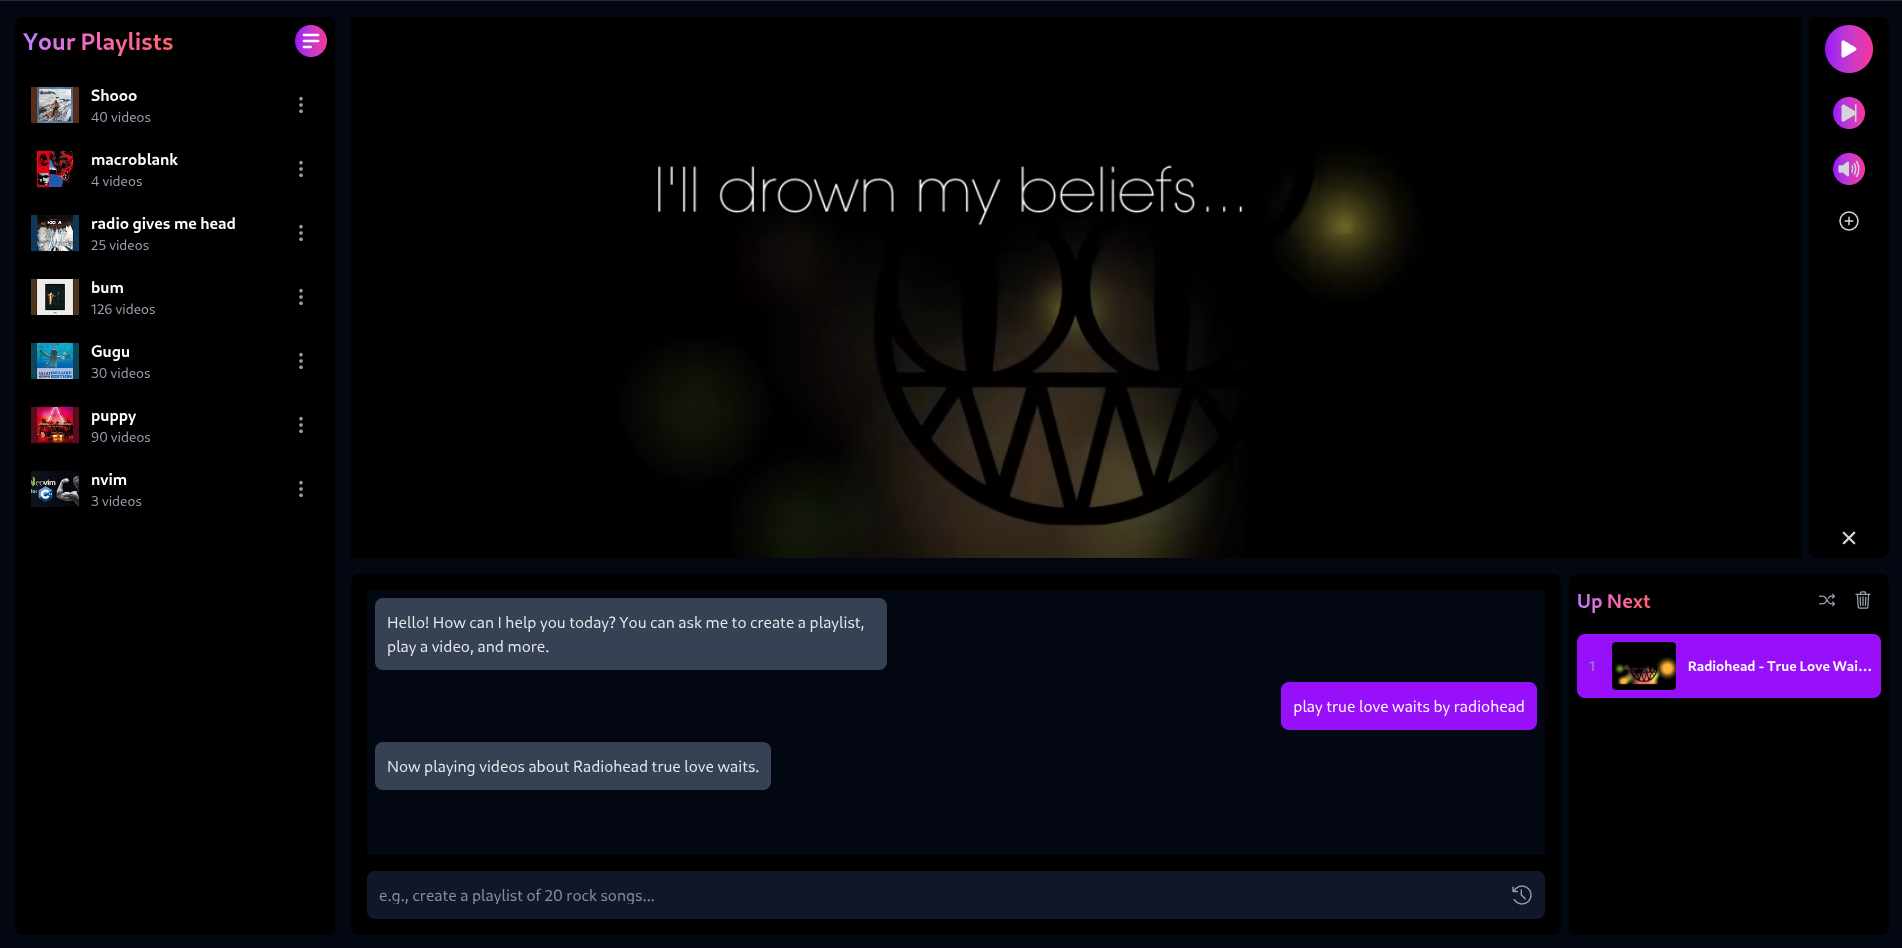 Your Playlists
Shooo
40 videos
macroblank
4 videos
radio gives me head
25 videos
bum
126 videos
Gugu
30 videos
puppy
90 videos
nvim
3 videos
I'll drown my beliefs...
Hello! How can I help you today? You can ask me to create a playlist,
play a video, and more.
play true love waits by radiohead
Now playing videos about Radiohead true love waits.
e.g., create a playlist of 20 rock songs...
Up Next
1
Radiohead - True Love Wai...